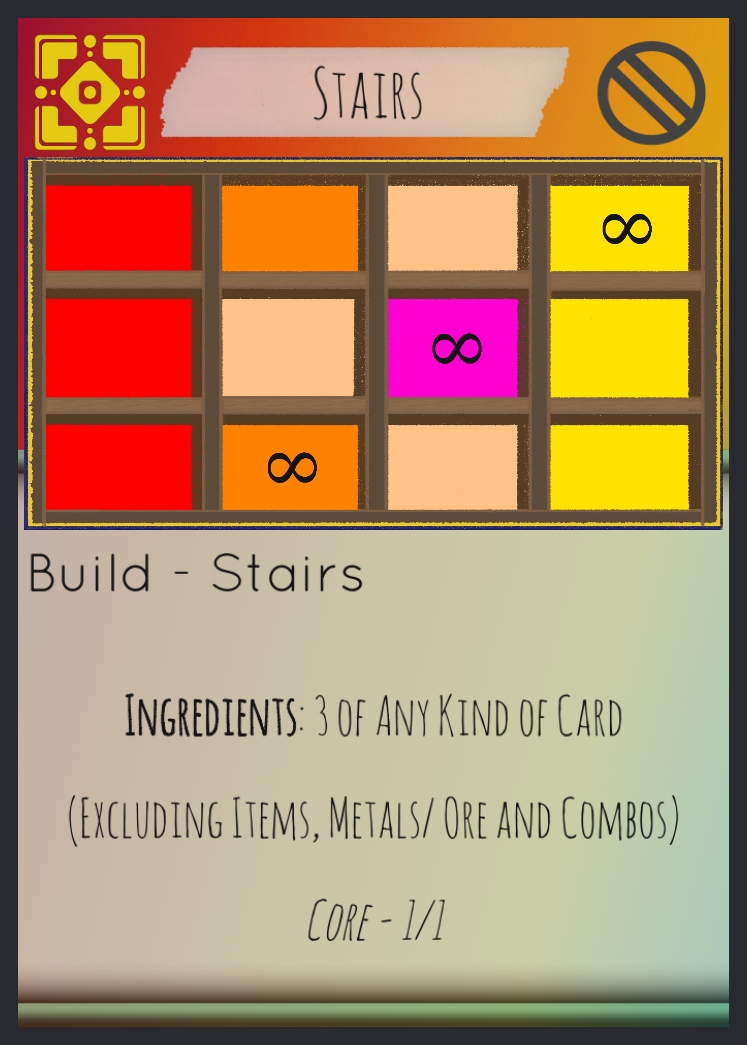 Stairs
∞
∞
∞
Build - Stairs
Ingredients: 3 of Any Kind of Card
(Excluding Items, Metals/ Ore and Combos)
Core - 1/1